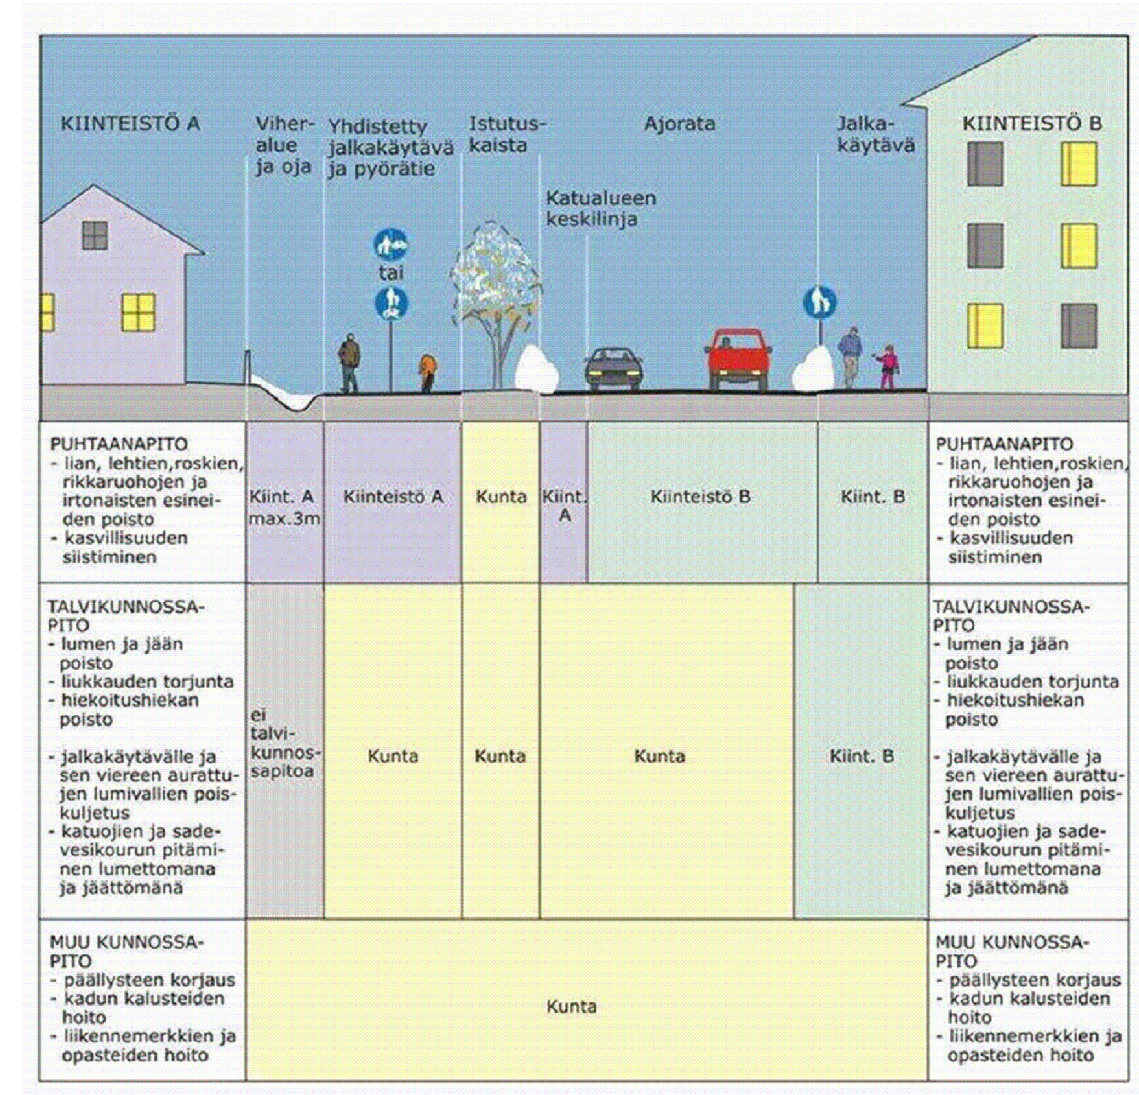 KIINTEISTÖ A
Viher-
alue
ja oja
Yhdistetty
jalkakäytävä
ja pyörätie
Istutus-
kaista
Ajorata
Jalka-
käytävä
KIINTEISTÖ B
Katualueen
keskilinja
tai
PUHTAANAPITO
- lian, lehtien,roskien,
rikkaruohojen ja
irtonaisten esinei-
den poisto
- kasvillisuuden
siistiminen
Kiint. A
max.3m
Kiinteistö A
Kunta
Kiint.
A
Kiinteistö B
Kiint. B
PUHTAANAPITO
- lian, lehtien,roskien,
rikkaruohojen ja
irtonaisten esinei-
den poisto
- kasvillisuuden
siistiminen
TALVIKUNNOSSA-
PITO
- lumen ja jään
poisto
- liukkauden torjunta
- hiekoitushiekan
poisto
- jalkakäytävälle ja
sen viereen aurattu-
jen lumivallien pois-
kuljetus
- katuojien ja sade-
vesikourun pitämi-
nen lumettomana
ja jäättömänä
ei
talvi-
kunnos-
sapitoa
Kunta
Kunta
Kunta
Kiint. B
TALVIKUNNOSSA-
PITO
- lumen ja jään
poisto
- liukkauden torjunta
- hiekoitushiekan
poisto
- jalkakäytävälle ja
sen viereen aurattu-
jen lumivallien pois-
kuljetus
- katuojien ja sade-
vesikourun pitämi-
nen lumettomana
ja jäättömänä
MUU KUNNOSSA-
PITO
- päällysteen korjaus
- kadun kalusteiden
hoito
- liikennemerkkien ja
opasteiden hoito
Kunta
MUU KUNNOSSA-
PITO
- päällysteen korjaus
- kadun kalusteiden
hoito
- liikennemerkkien ja
opasteiden hoito